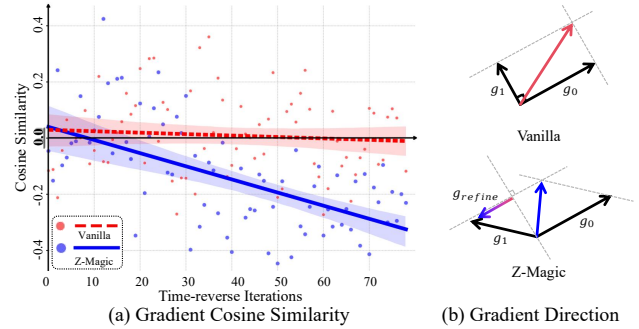 0.4
0.2
0.0
-0.2
-0.4
Cosine Similarity
Vanilla
Z-Magic
0 10 20 30 40 50 60 70
Time-reverse Iterations
(a) Gradient Cosine Similarity
g1
g0
Vanilla
grefine
g1
g0
Z-Magic
(b) Gradient Direction